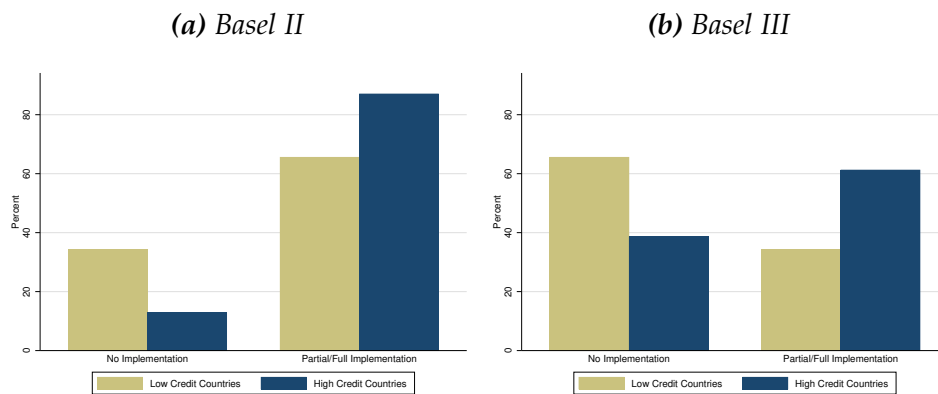 (a) Basel II
Percent
80
60
40
20
0
No Implementation
Partial/Full Implementation
Low Credit Countries
High Credit Countries
(b) Basel III
Percent
80
60
40
20
0
No Implementation
Partial/Full Implementation
Low Credit Countries
High Credit Countries